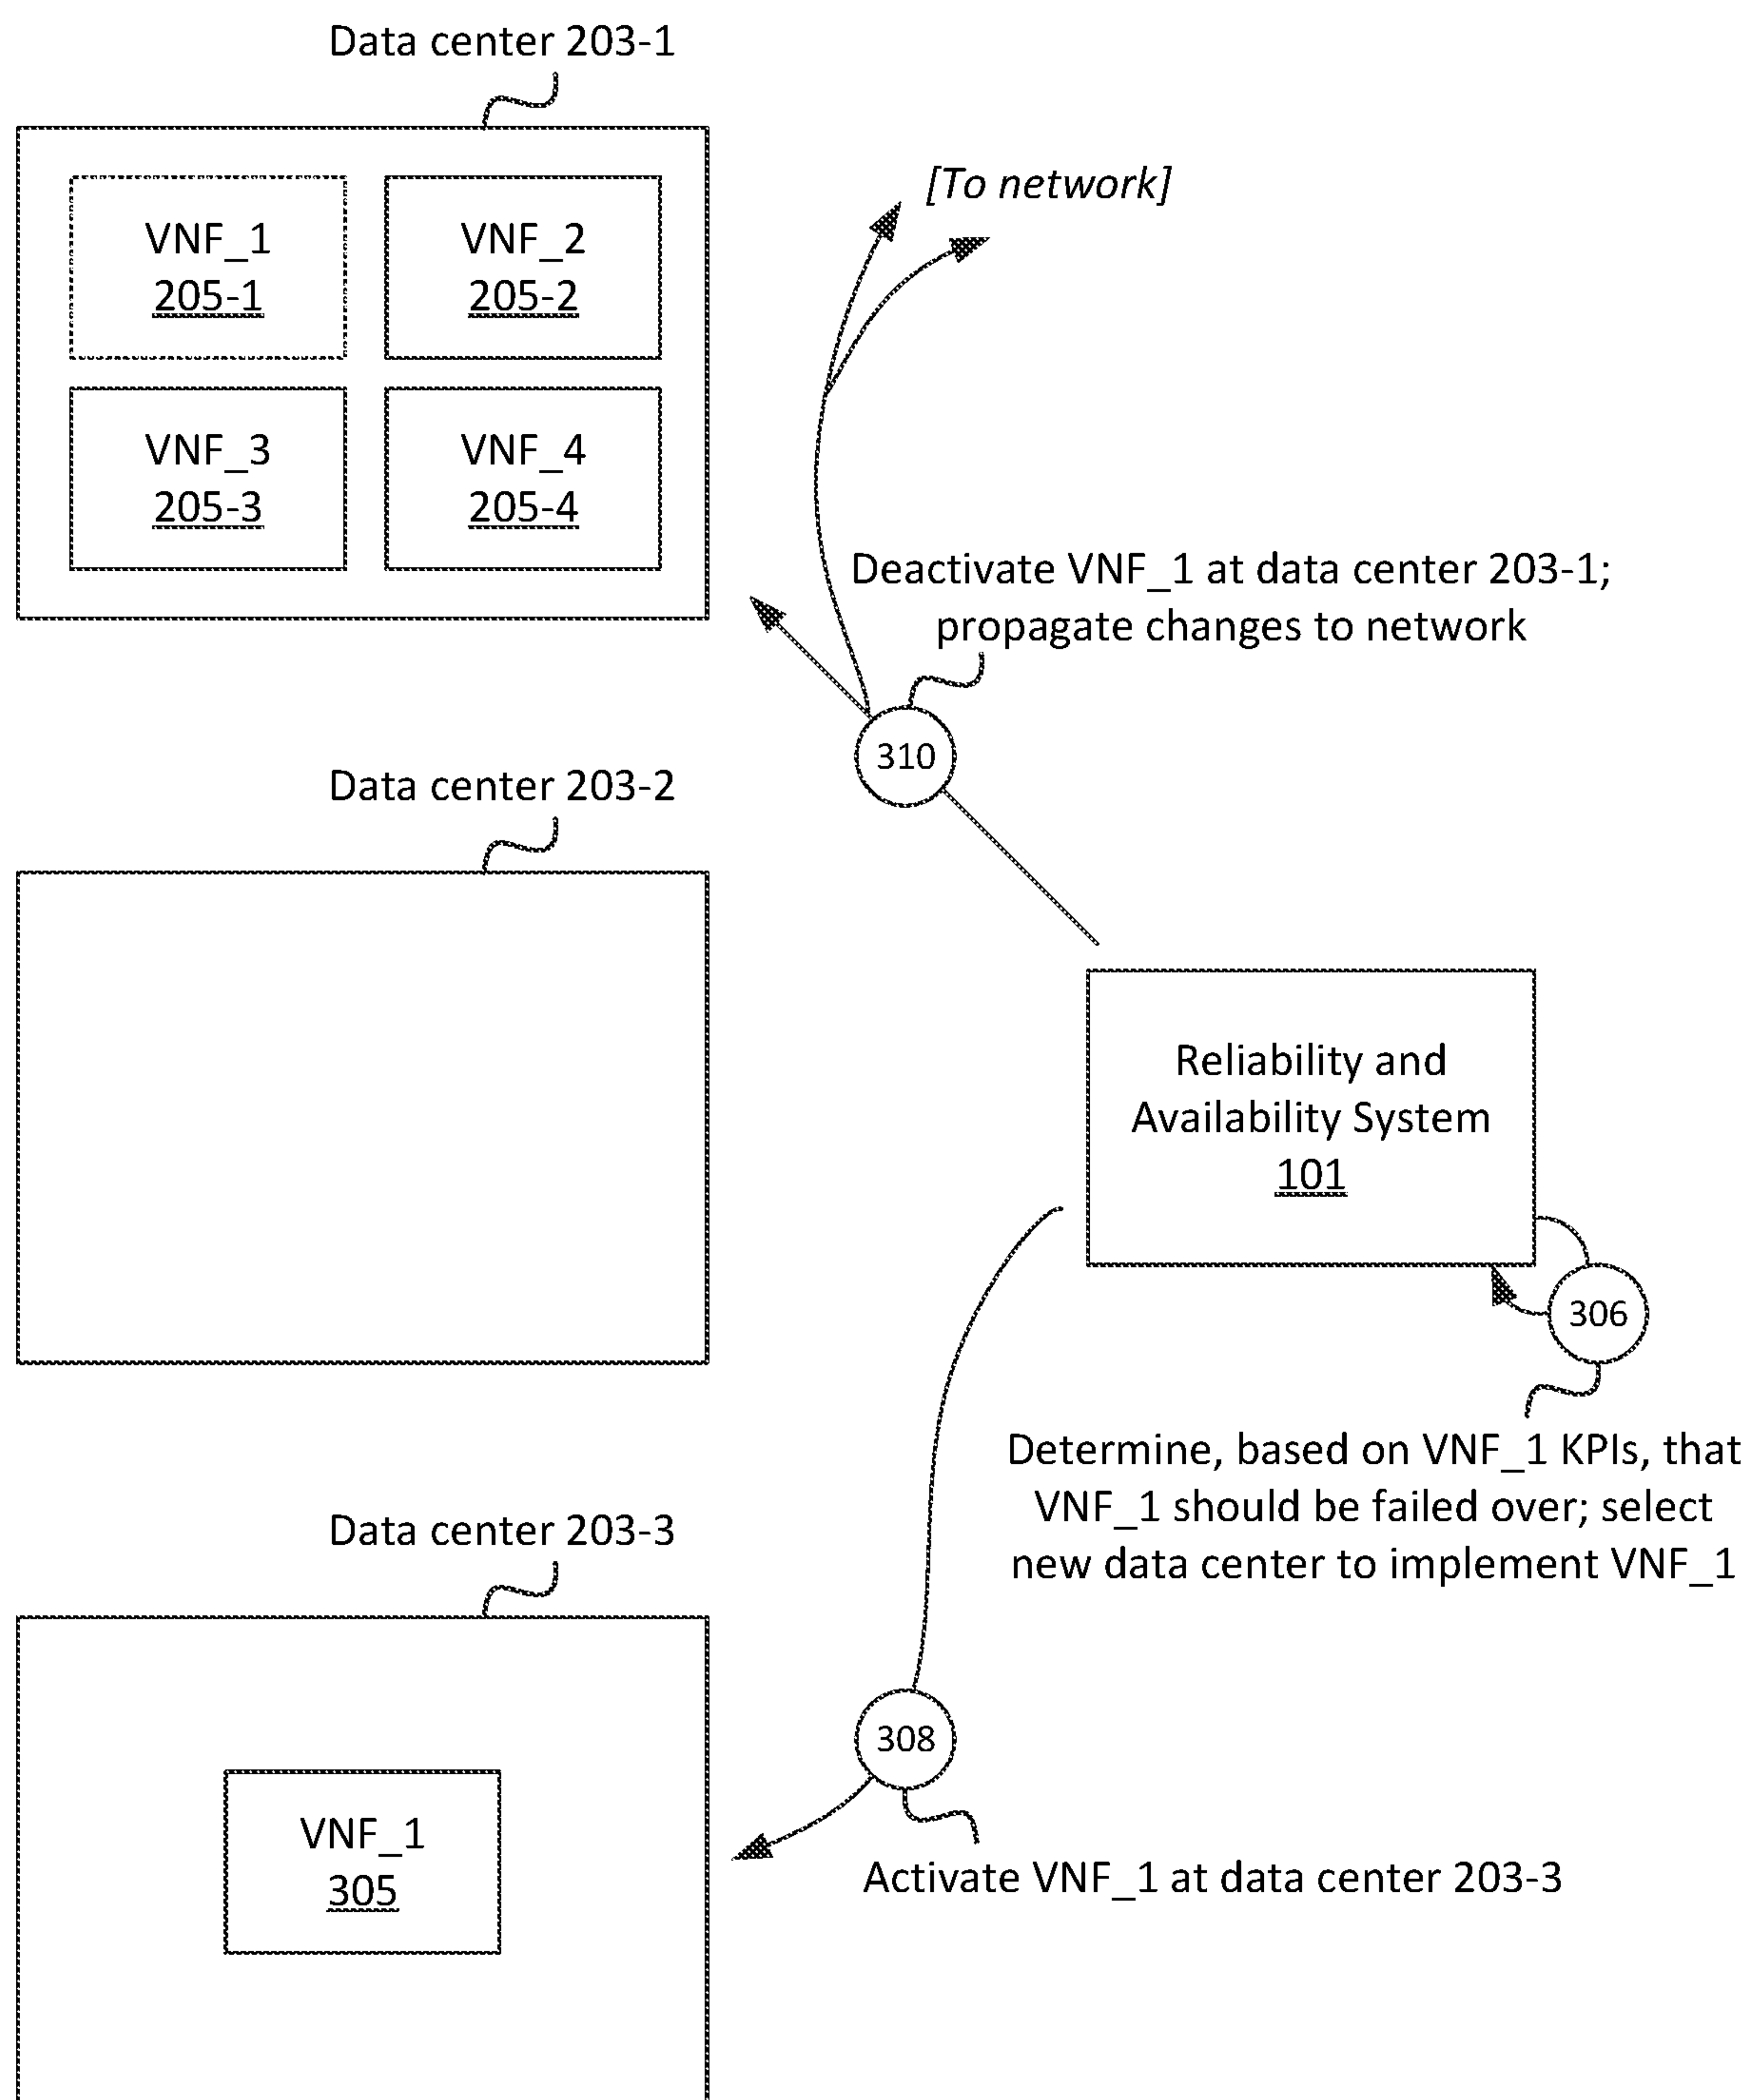 Data center 203-1
[To network]
VNF_1
205-1
VNF_2
205-2
VNF_3
205-3
VNF_4
205-4
Deactivate VNF_1 at data center 203-1;
propagate changes to network
310
Data center 203-2
Reliability and
Availability System
101
306
Determine, based on VNF_1 KPIs, that
VNF_1 should be failed over; select
new data center to implement VNF_1
Data center 203-3
308
VNF_1
305
Activate VNF_1 at data center 203-3